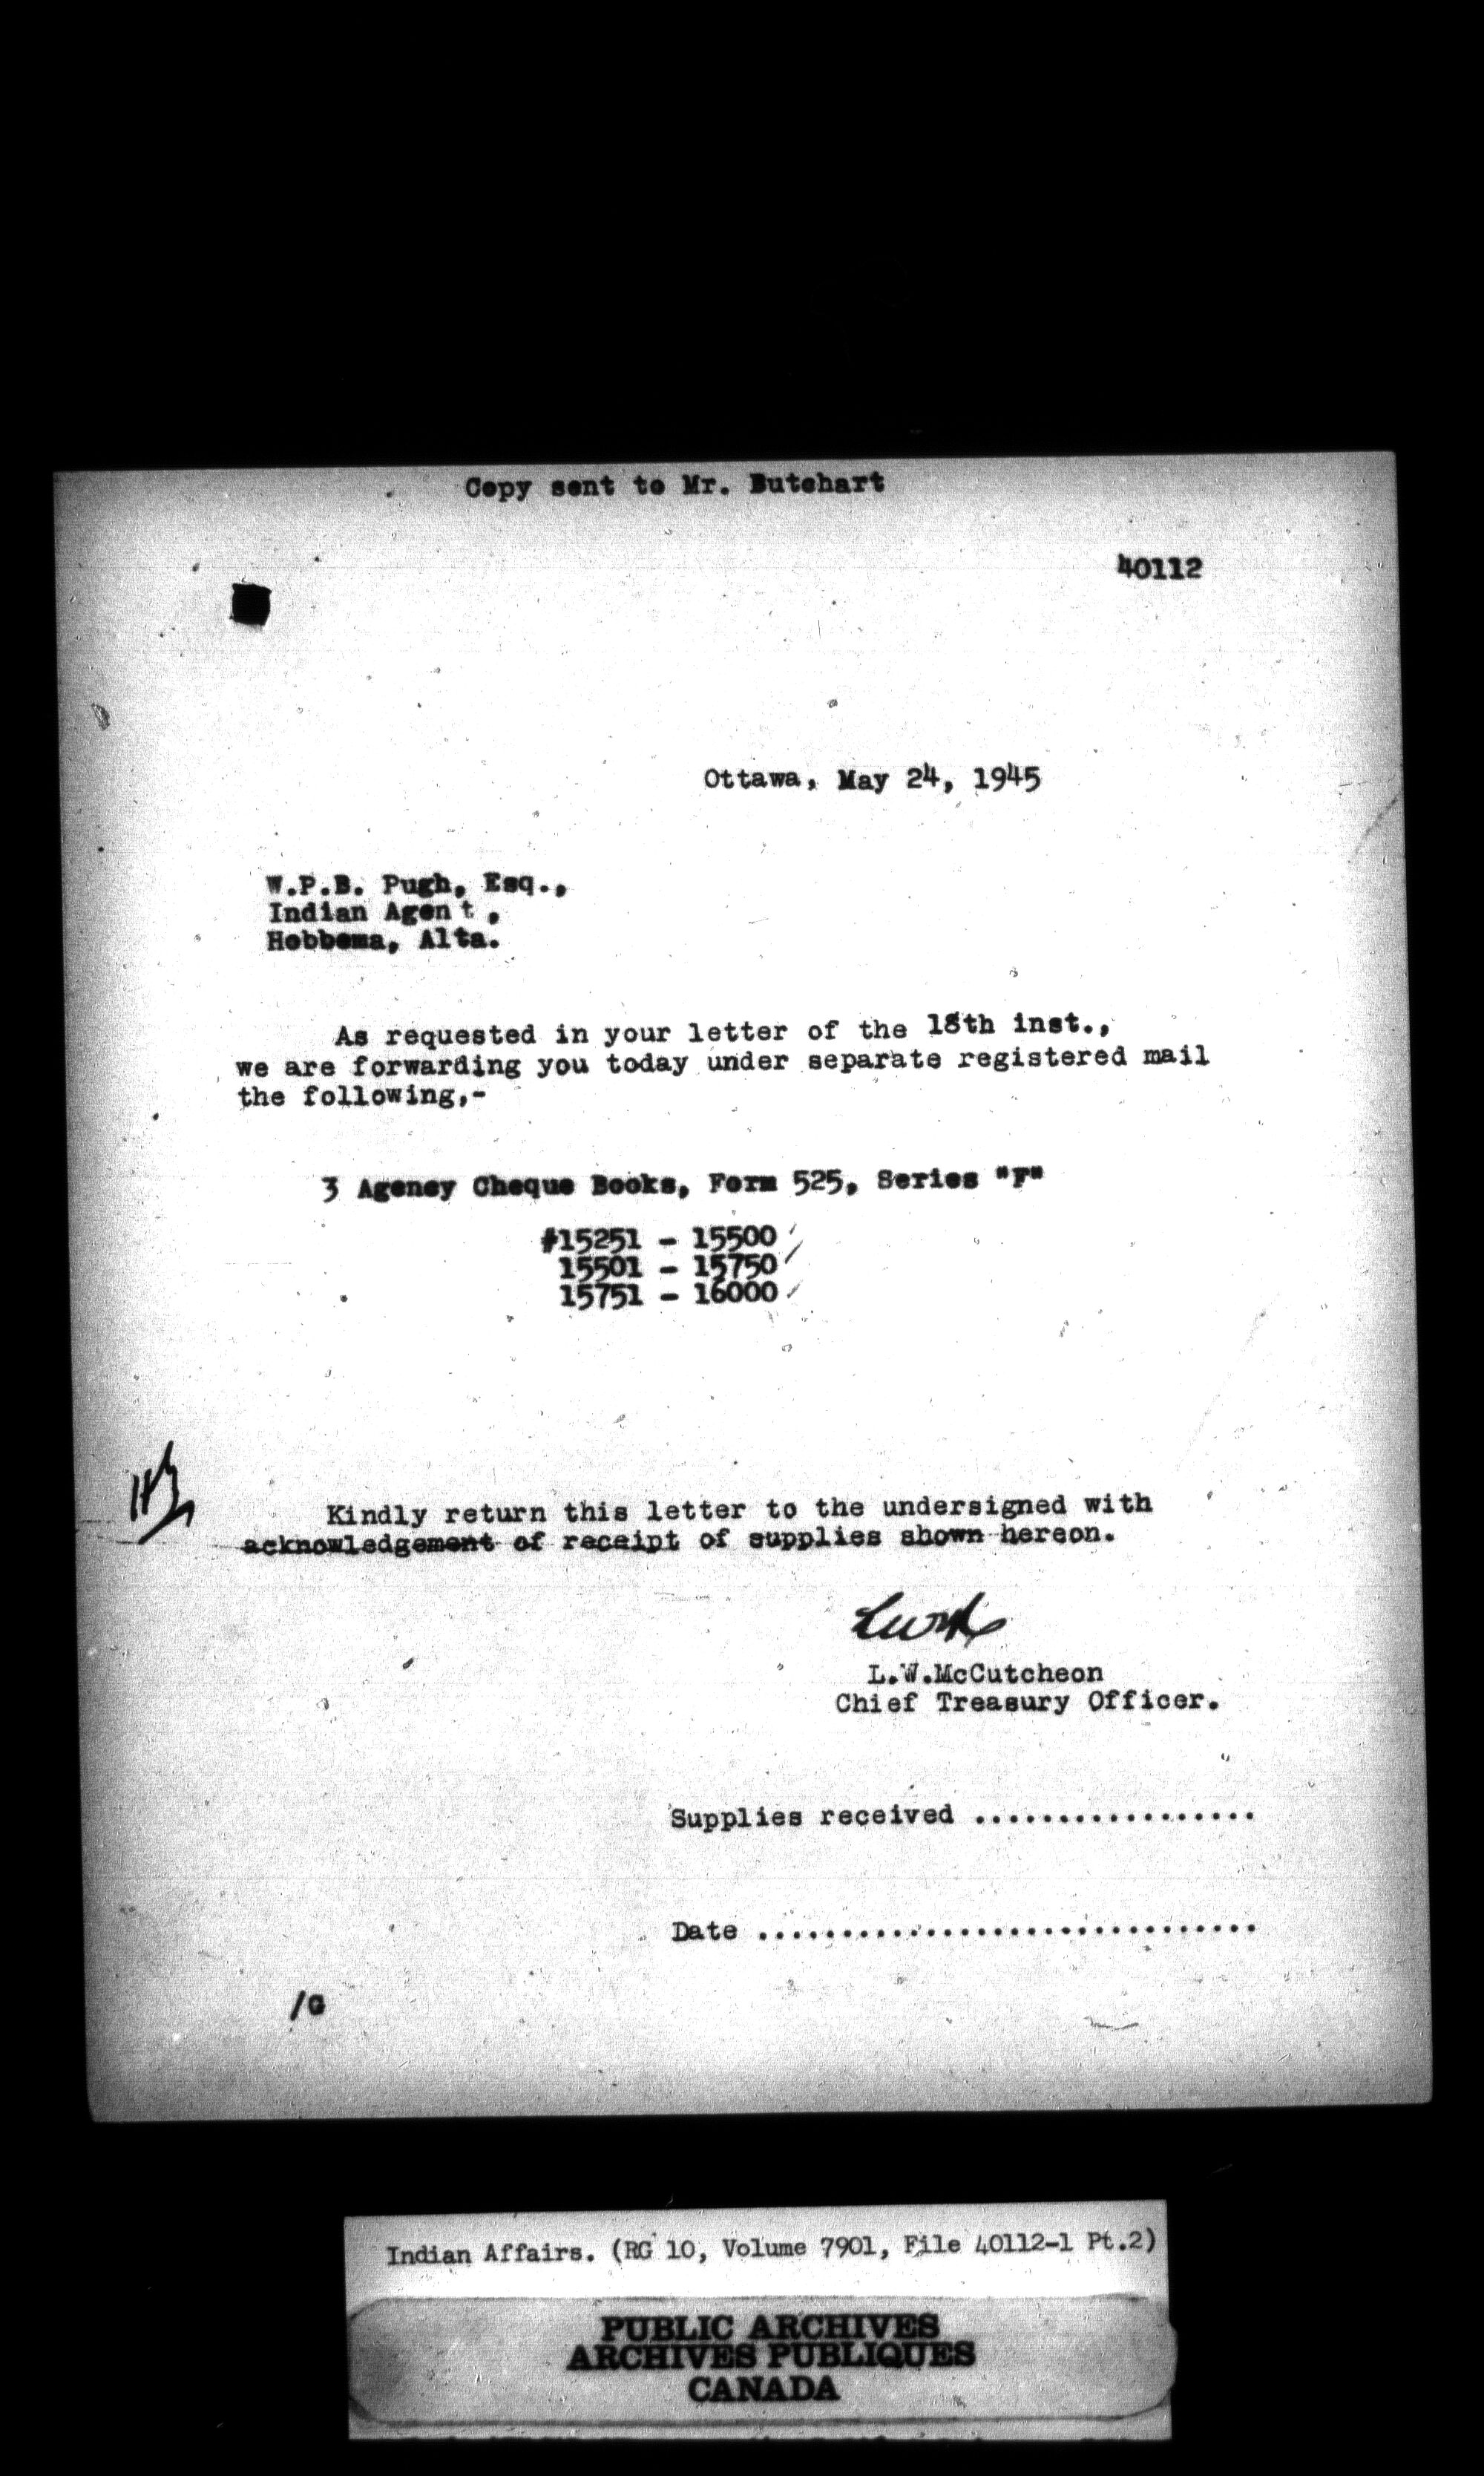 Copy sent to Mr. Butchart
40112
Ottawa, May 24, 1945
W.P.B. Pugh, Esq.,
Indian Agent,
Hobbema, Alta.
As requested in your letter of the 18th inst.,
we are forwarding you today under separate registered mail
the following,-
3 Agency Cheque Books, Form 525, Series "F"
#15251 - 15500
15501 - 15750
15751 - 16000
Kindly return this letter to the undersigned with
acknowledgement of receipt of supplies shown hereon.
L.W.McCutcheon
Chief Treasury Officer.
Supplies received .................
Date ..............................
/G
Indian Affairs. (RG 10, Volume 7901, File 40112-1 Pt.2)
PUBLIC ARCHIVES
ARCHIVES PUBLIQUES
CANADA